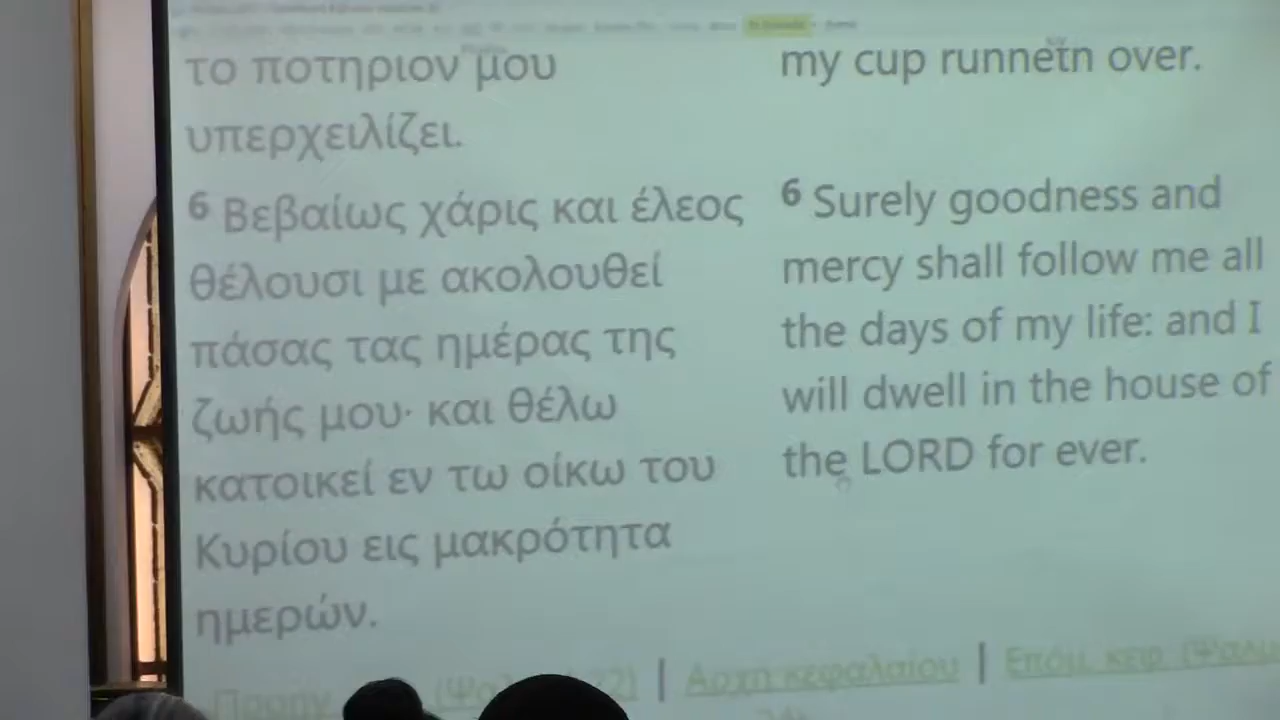 το ποτηριον μου
υπερχειλίζει.
6 Βεβαίως χάρις και έλεος
θέλουσι με ακολουθεί
πάσας τας ημέρας της
ζωής μου· και θέλω
κατοικεί εν τω οίκω του
Κυρίου εις μακρότητα
ημερών.
my cup runneth over.
6 Surely goodness and
mercy shall follow me all
the days of my life: and I
will dwell in the house of
the LORD for ever.
| Αρχη κεφαλαίου |